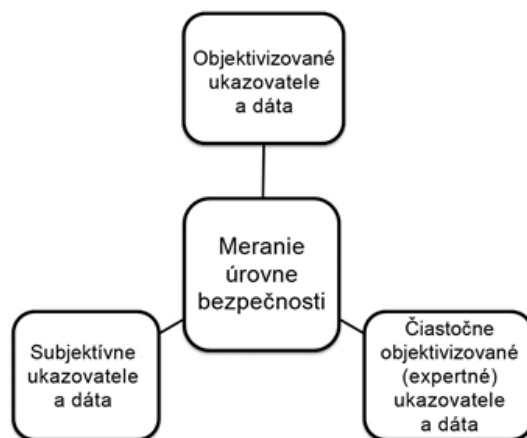 Objektivizované
ukazovatele
a dáta
Meranie
úrovne
bezpečnosti
Subjektívne
ukazovatele
a dáta
Čiastočne
objektivizované
(expertné)
ukazovatele
a dáta